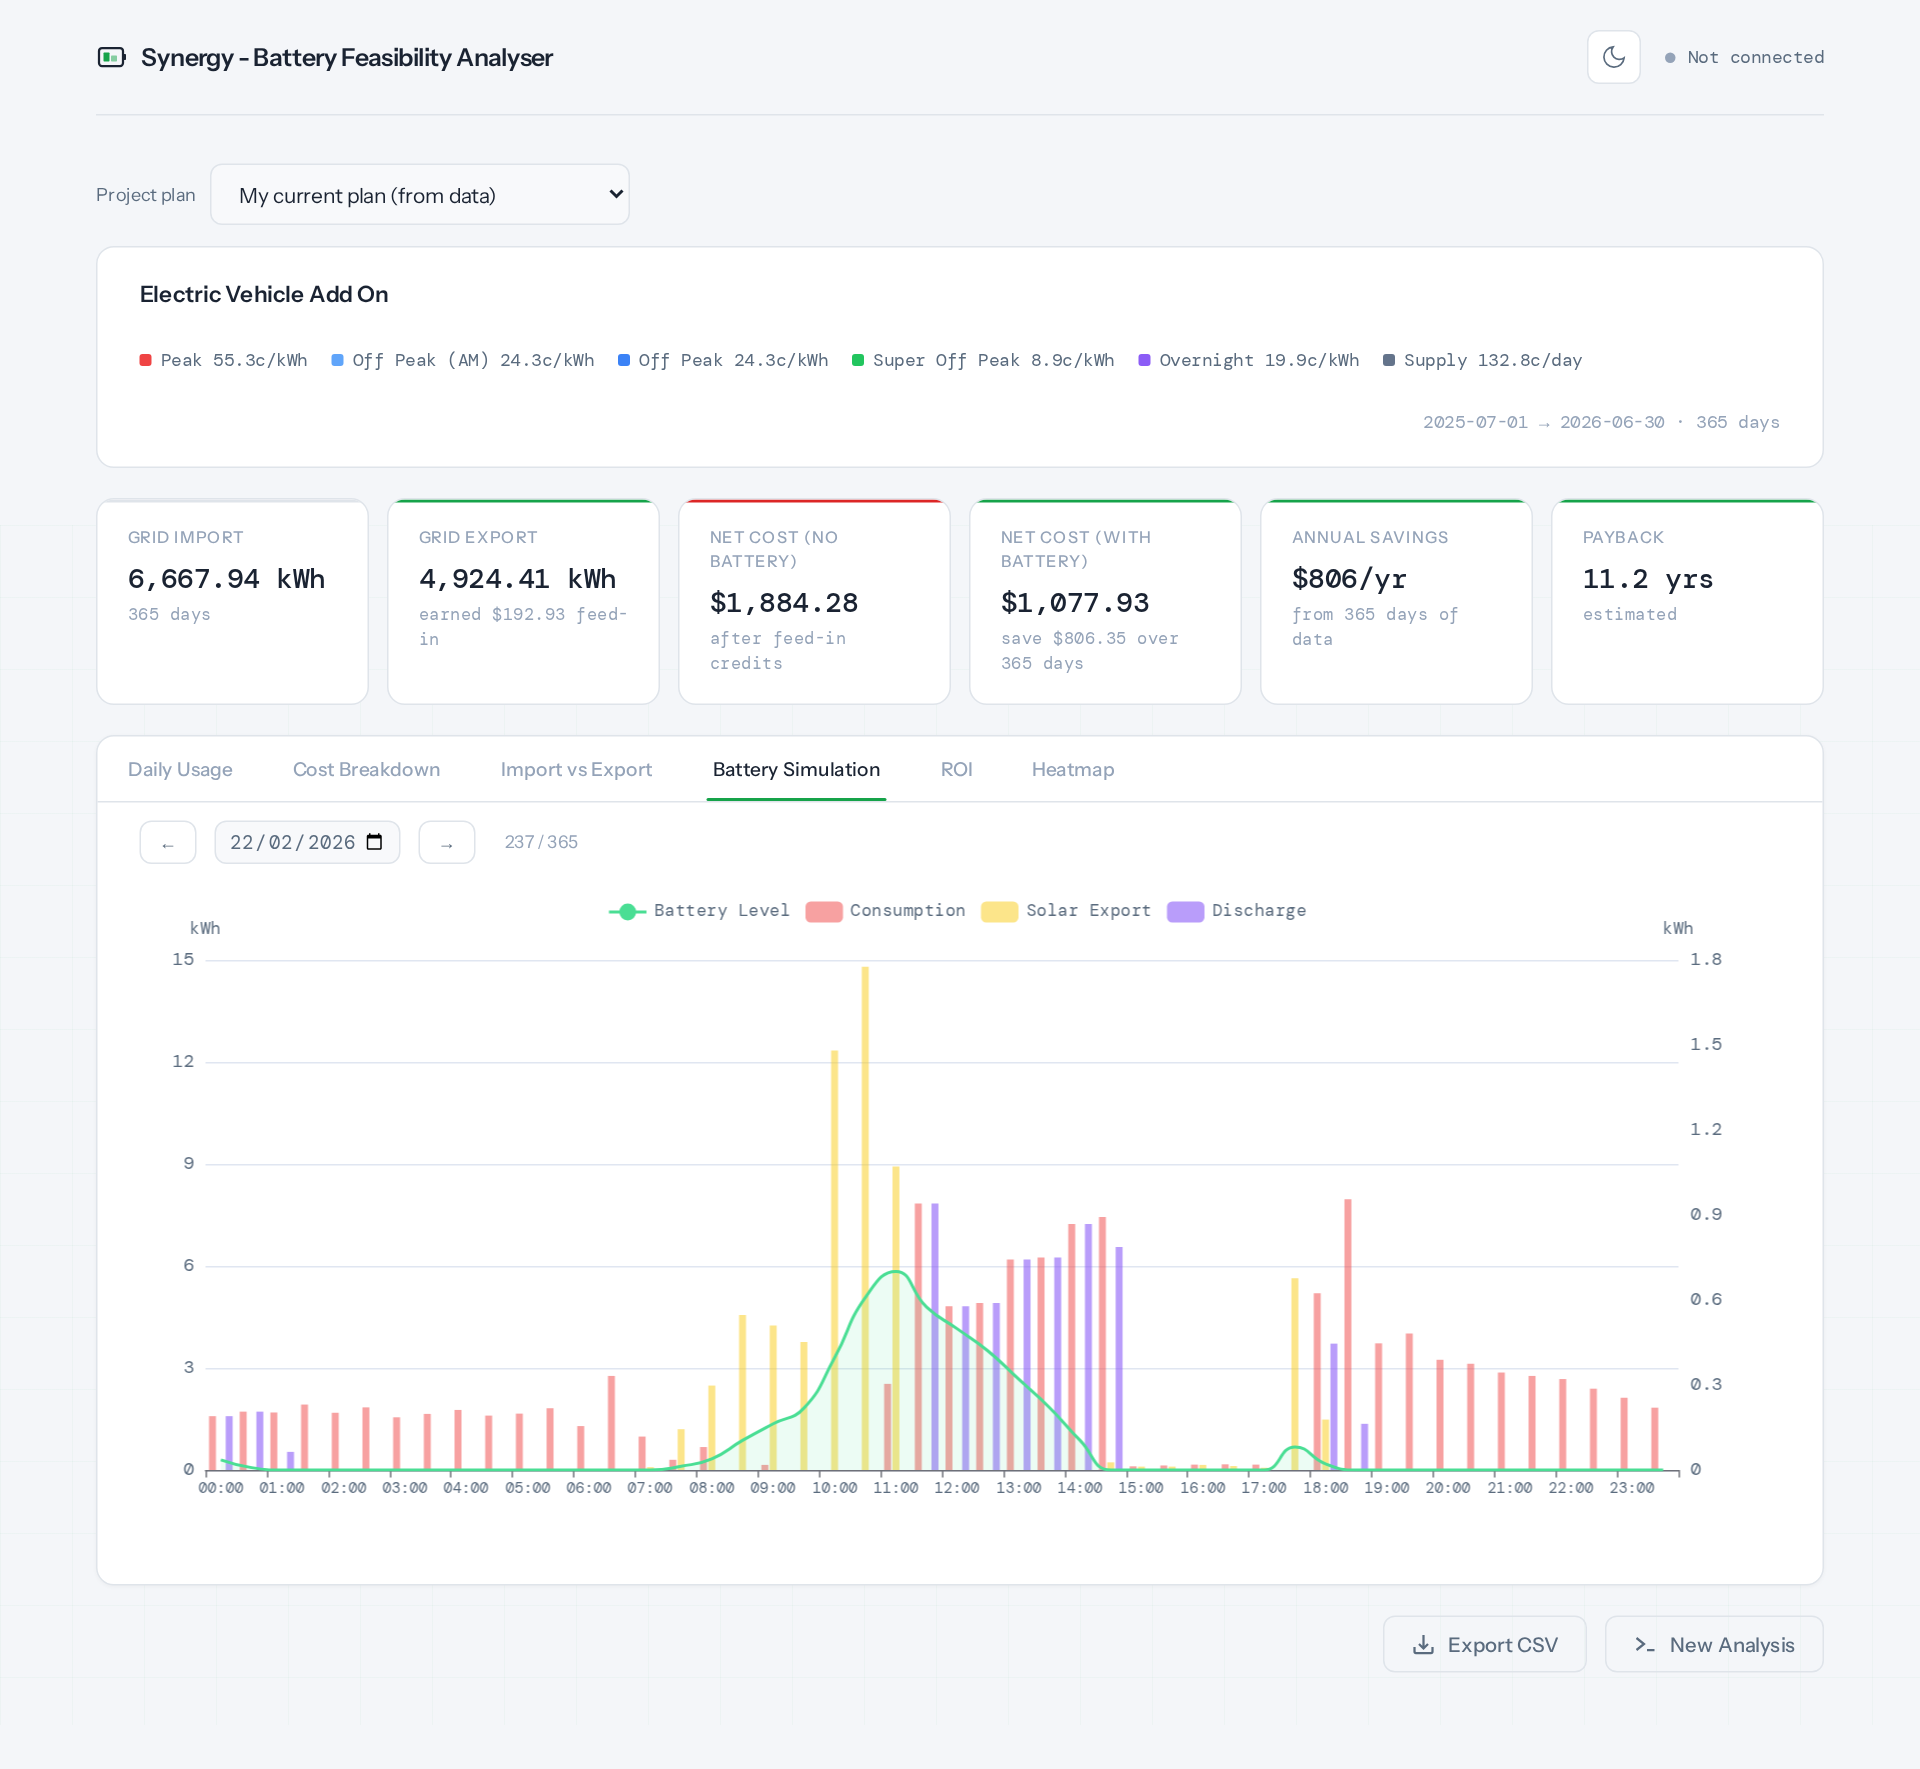 Synergy - Battery Feasibility Analyser
Not connected
Project plan
My current plan (from data)
Electric Vehicle Add On
Peak 55.3c/kWh Off Peak (AM) 24.3c/kWh Off Peak 24.3c/kWh Super Off Peak 8.9c/kWh Overnight 19.9c/kWh Supply 132.8c/day
2025-07-01 → 2026-06-30 · 365 days
GRID IMPORT
6,667.94 kWh
365 days
GRID EXPORT
4,924.41 kWh
earned $192.93 feed-
in
NET COST (NO
BATTERY)
$1,884.28
after feed-in
credits
NET COST (WITH
BATTERY)
$1,077.93
save $806.35 over
365 days
ANNUAL SAVINGS
$806/yr
from 365 days of
data
PAYBACK
11.2 yrs
estimated
Daily Usage Cost Breakdown Import vs Export Battery Simulation ROI Heatmap
← 22/02/2026 → 237 / 365
Battery Level Consumption Solar Export Discharge
kWh kWh
15 1.8
12 1.5
9 1.2
6 0.9
3 0.6
0 0.3
0
00:00 01:00 02:00 03:00 04:00 05:00 06:00 07:00 08:00 09:00 10:00 11:00 12:00 13:00 14:00 15:00 16:00 17:00 18:00 19:00 20:00 21:00 22:00 23:00
Export CSV
New Analysis